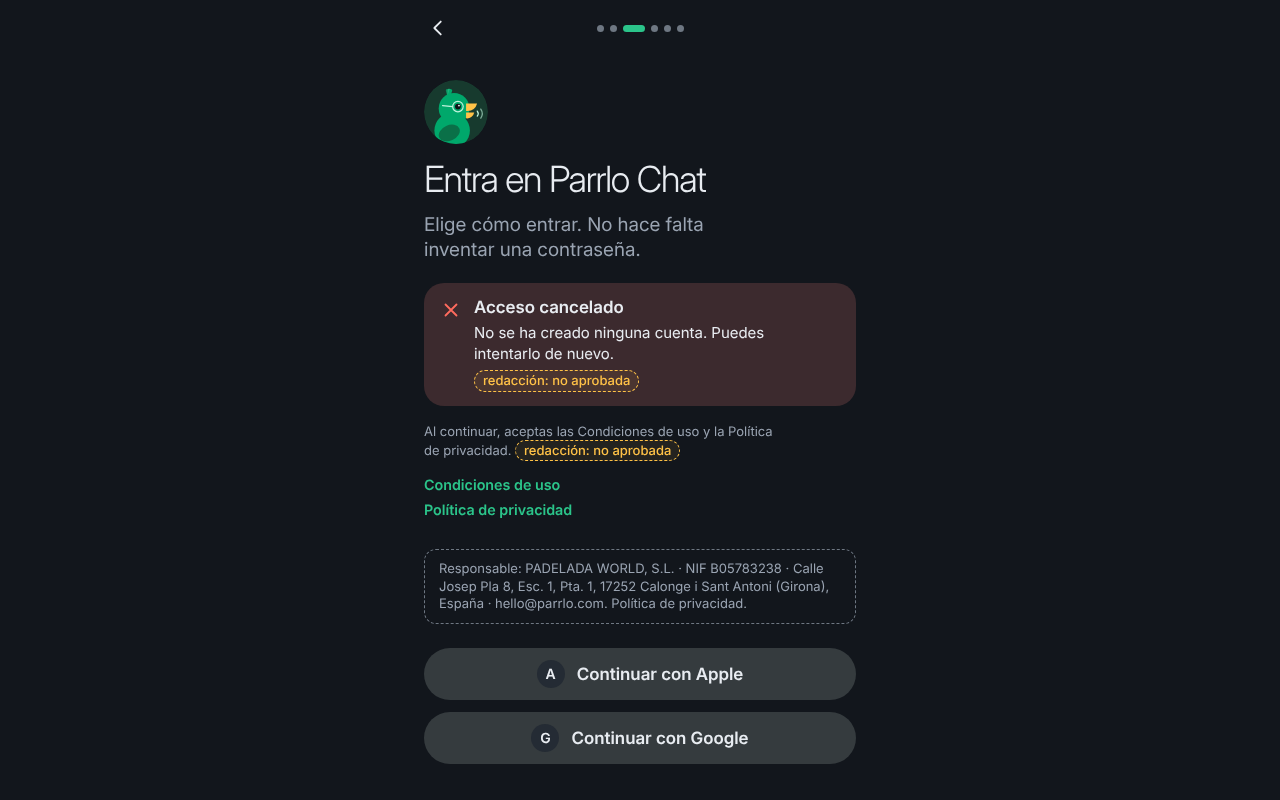 Entra en Parrlo Chat
Elige cómo entrar. No hace falta
inventar una contraseña.
Acceso cancelado
No se ha creado ninguna cuenta. Puedes
intentarlo de nuevo.
redacción: no aprobada
Al continuar, aceptas las Condiciones de uso y la Política
de privacidad. redacción: no aprobada
Condiciones de uso
Política de privacidad
Responsable: PADELADA WORLD, S.L. · NIF B05783238 · Calle
Josep Pla 8, Esc. 1, Pta. 1, 17252 Calonge i Sant Antoni (Girona),
España · hello@parrlo.com. Política de privacidad.
A Continuar con Apple
G Continuar con Google